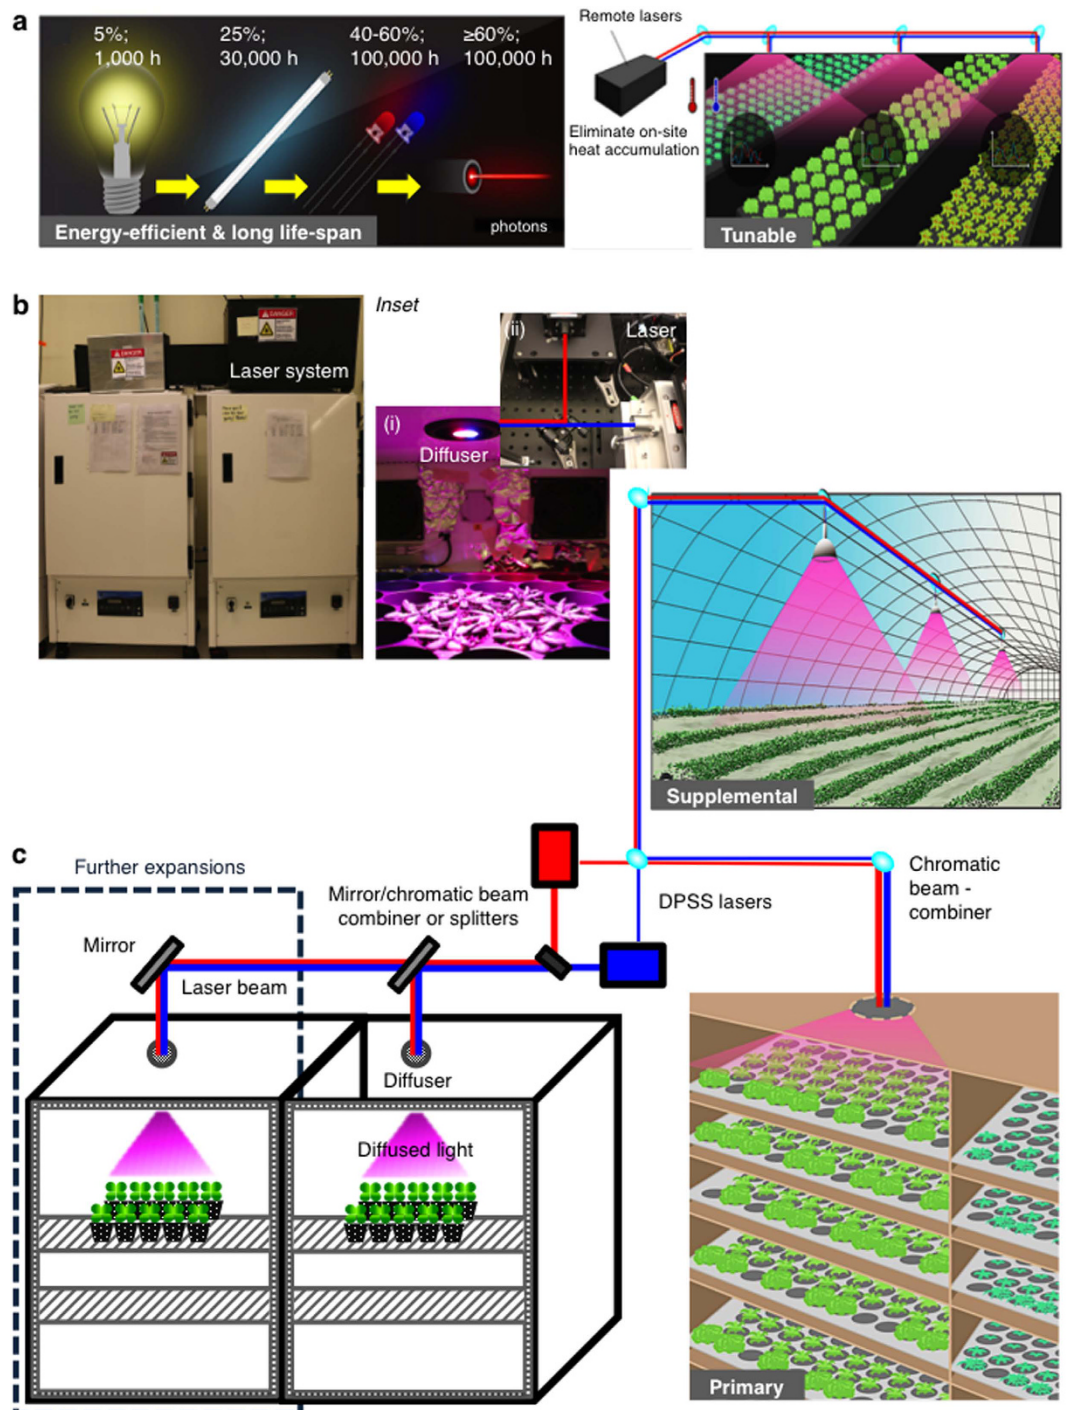 a
5%;
1,000 h
25%;
30,000 h
40-60%;
100,000 h
≥60%;
100,000 h
photons
Energy-efficient & long life-span
Remote lasers
Eliminate on-site
heat accumulation
Tunable
b
DANGER
DANGER
Laser system
Inset
(i)
Diffuser
(ii)
Laser
Supplemental
c
Further expansions
Mirror
Laser beam
Mirror/chromatic beam
combiner or splitters
DPSS lasers
Chromatic
beam -
combiner
Diffuser
Diffused light
Primary